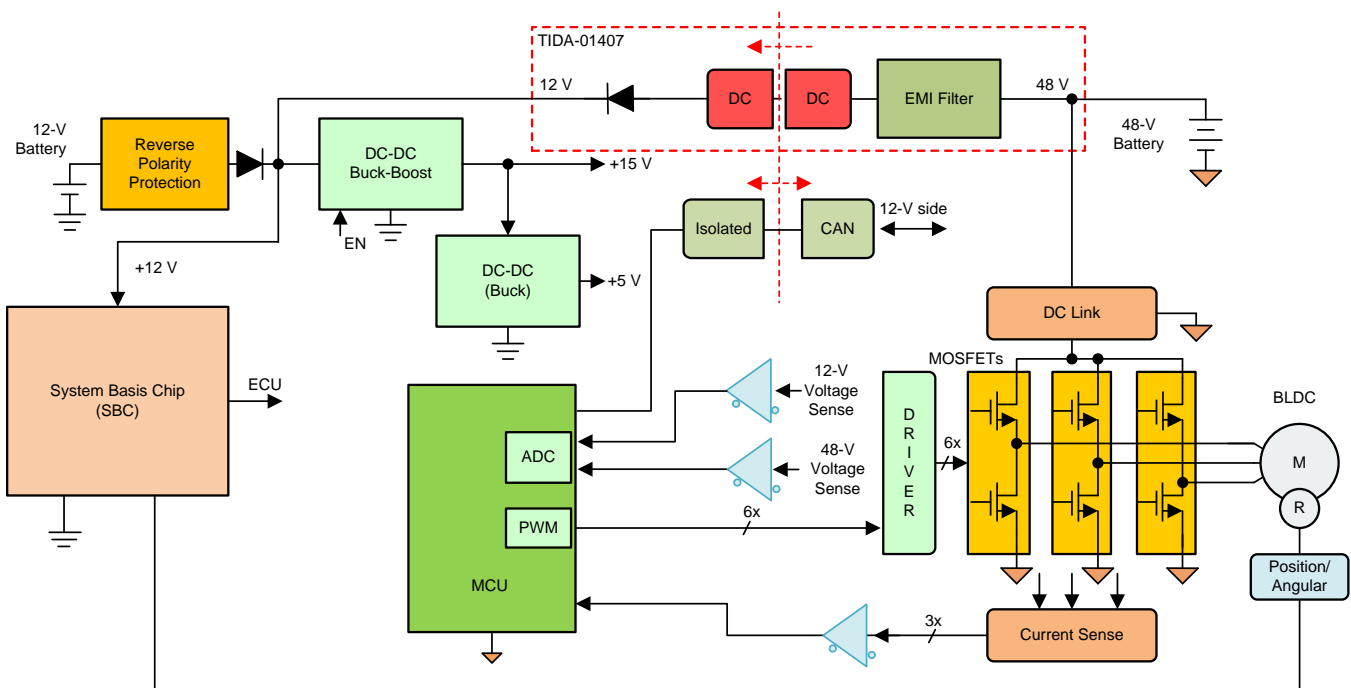 TIDA-01407
12 V
DC
DC
EMI Filter
48 V
12-V
Battery
Reverse
Polarity
Protection
DC-DC
Buck-Boost
+15 V
48-V
Battery
EN
Isolated
CAN
12-V side
+12 V
DC-DC
(Buck)
+5 V
DC Link
MOSFETs
System Basis Chip
(SBC)
ECU
12-V
Voltage
Sense
48-V
Voltage
Sense
ADC
PWM
MCU
6x
D
R
I
V
E
R
6x
BLDC
M
R
Position/
Angular
3x
Current Sense